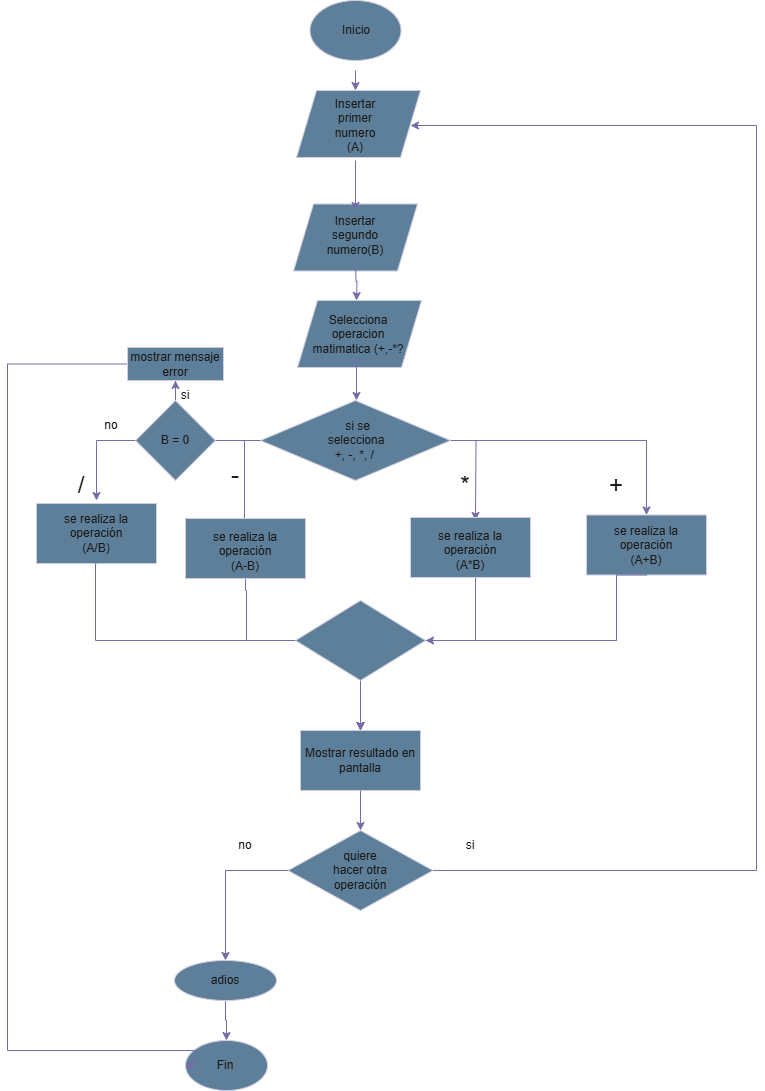 Inicio
Insertar
primer
numero
(A)
Insertar
segundo
numero(B)
Selecciona
operacion
matimatica (+,-*?
mostrar mensaje
error
si
no
B = 0
si se
selecciona
+, -, *, /
/
-
*
+
se realiza la
operación
(A/B)
se realiza la
operación
(A-B)
se realiza la
operación
(A*B)
se realiza la
operación
(A+B)
Mostrar resultado en
pantalla
no
quiere
hacer otra
operación
si
adios
Fin